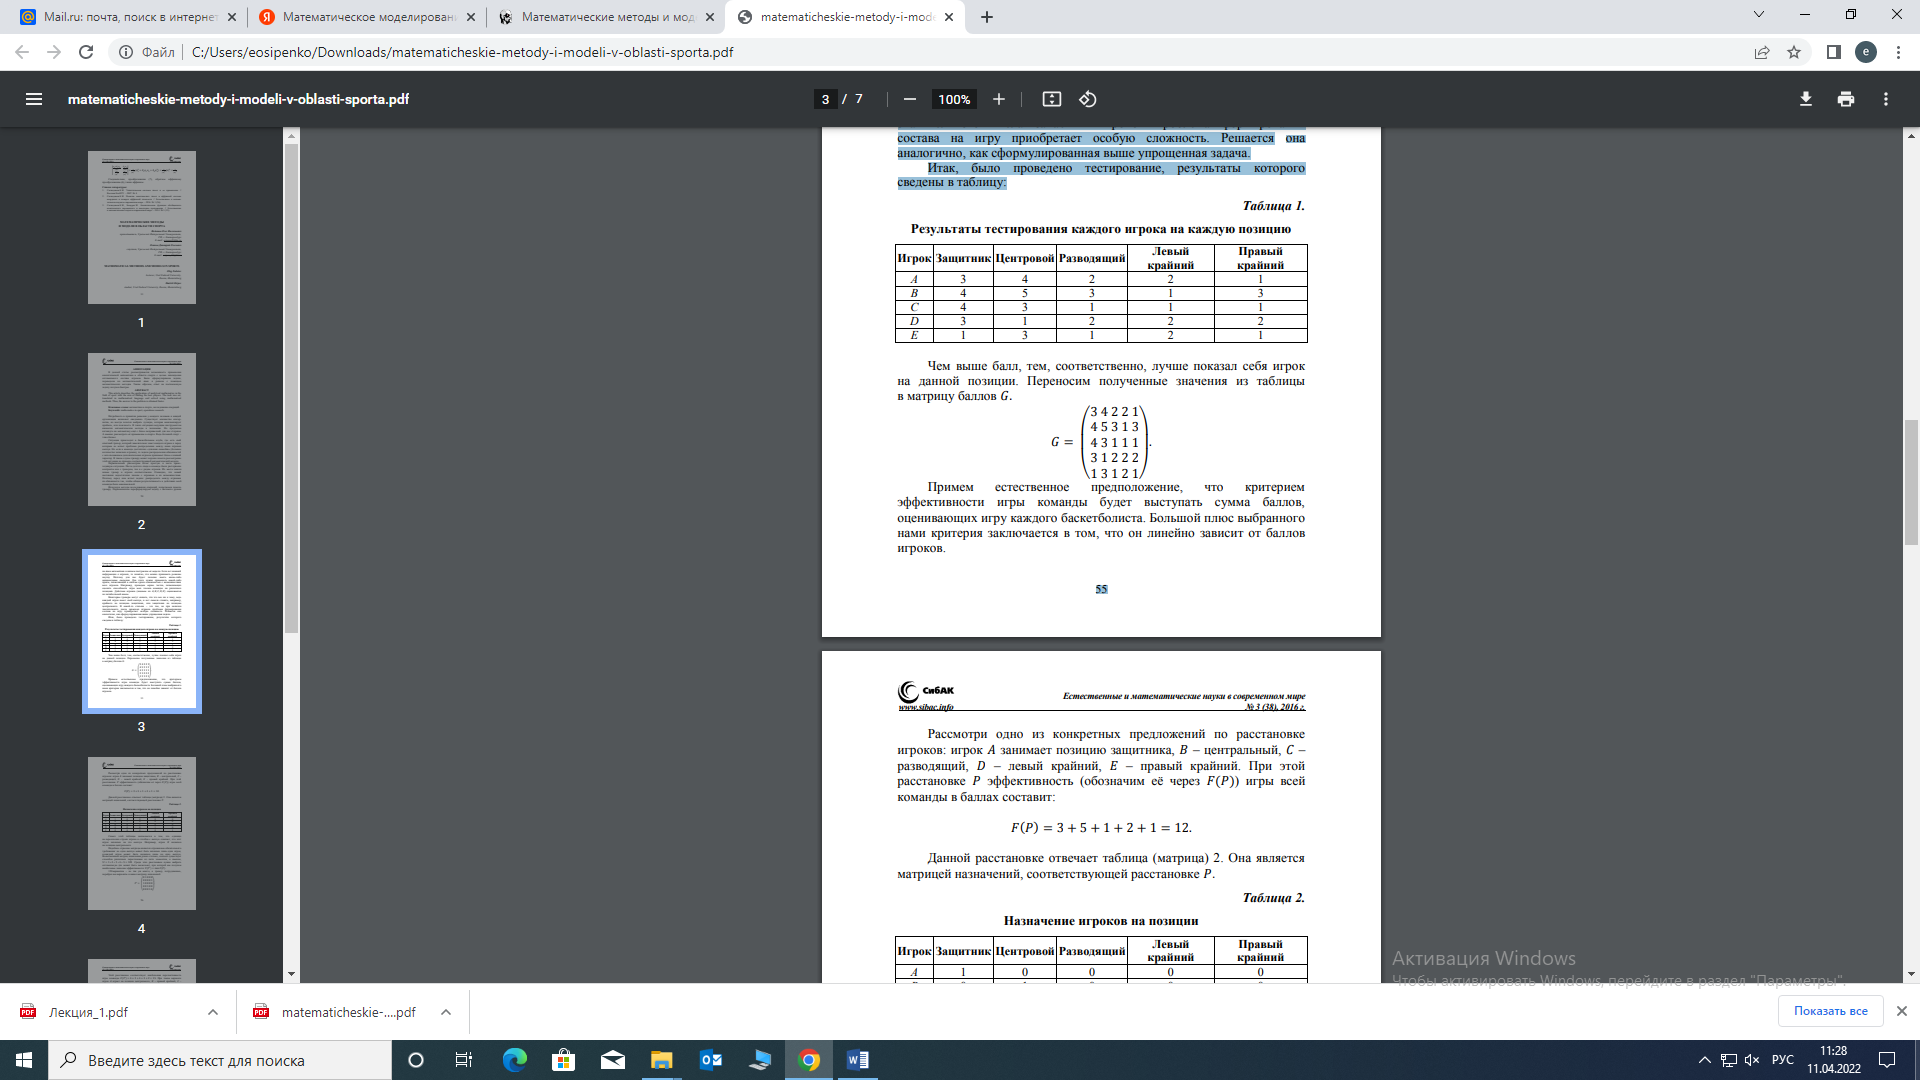 Mail.ru: почта, поиск в интернет
Математическое моделирован
Математические методы и мод
matematicheskie-metody-i-mode
Файл
C:/Users/eosipenko/Downloads/matematicheskie-metody-i-modeli-v-oblasti-sporta.pdf
e
matematicheskie-metody-i-modeli-v-oblasti-sporta.pdf
3 / 7
100%
1
2
3
4
состава на игру приобретает особую сложность. Решается она
аналогично, как сформулированная выше упрощенная задача.
Итак, было проведено тестирование, результаты которого
сведены в таблицу:
Таблица 1.
Результаты тестирования каждого игрока на каждую позицию
Игрок Защитник Центровой Разводящий Левый крайний Правый крайний
A 3 4 2 2 1
B 4 5 3 1 3
C 4 3 1 1 1
D 3 1 2 2 2
E 1 3 1 2 1
Чем выше балл, тем, соответственно, лучше показал себя игрок
на данной позиции. Переносим полученные значения из таблицы
в матрицу баллов G.
3 4 2 2 1
4 5 3 1 3
G = 4 3 1 1 1 .
3 1 2 2 2
1 3 1 2 1
Примем естественное предположение, что критерием
эффективности игры команды будет выступать сумма баллов,
оценивающих игру каждого баскетболиста. Большой плюс выбранного
нами критерия заключается в том, что он линейно зависит от баллов
игроков.
55
СибАК
www.sibac.info
Естественные и математические науки в современном мире
№ 3 (38), 2016 г.
Рассмотри одно из конкретных предложений по расстановке
игроков: игрок A занимает позицию защитника, B – центральный, C –
разводящий, D – левый крайний, E – правый крайний. При этой
расстановке P эффективность (обозначим её через F(P)) игры всей
команды в баллах составит:
F(P) = 3 + 5 + 1 + 2 + 1 = 12.
Данной расстановке отвечает таблица (матрица) 2. Она является
матрицей назначений, соответствующей расстановке P.
Таблица 2.
Назначение игроков на позиции
Игрок Защитник Центровой Разводящий Левый крайний Правый крайний
A 1 0 0 0 0
Активация Windows
Чтобы активировать Windows, перейдите в раздел "Параметры".
Лекция_1.pdf
matematicheskie-....pdf
Показать все
Введите здесь текст для поиска
РУС
11:28
11.04.2022